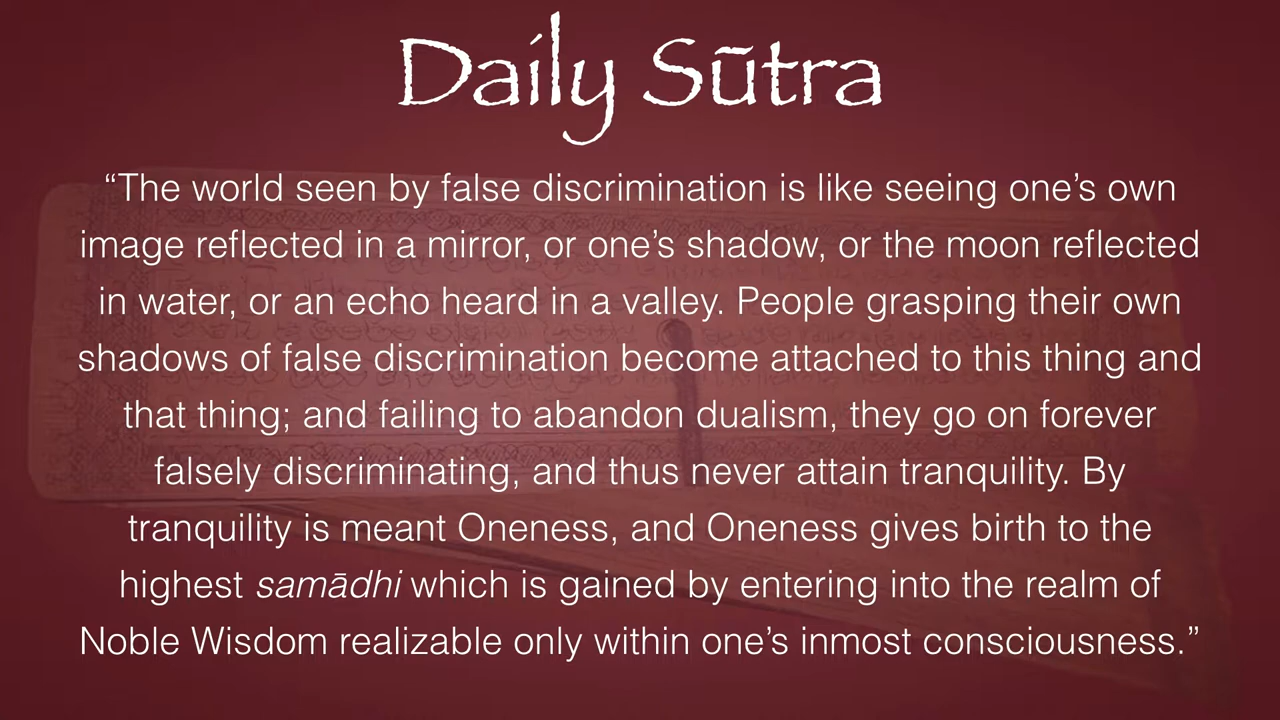 Daily Sūtra
“The world seen by false discrimination is like seeing one’s own
image reflected in a mirror, or one’s shadow, or the moon reflected
in water, or an echo heard in a valley. People grasping their own
shadows of false discrimination become attached to this thing and
that thing; and failing to abandon dualism, they go on forever
falsely discriminating, and thus never attain tranquility. By
tranquility is meant Oneness, and Oneness gives birth to the
highest samādhi which is gained by entering into the realm of
Noble Wisdom realizable only within one’s inmost consciousness.”